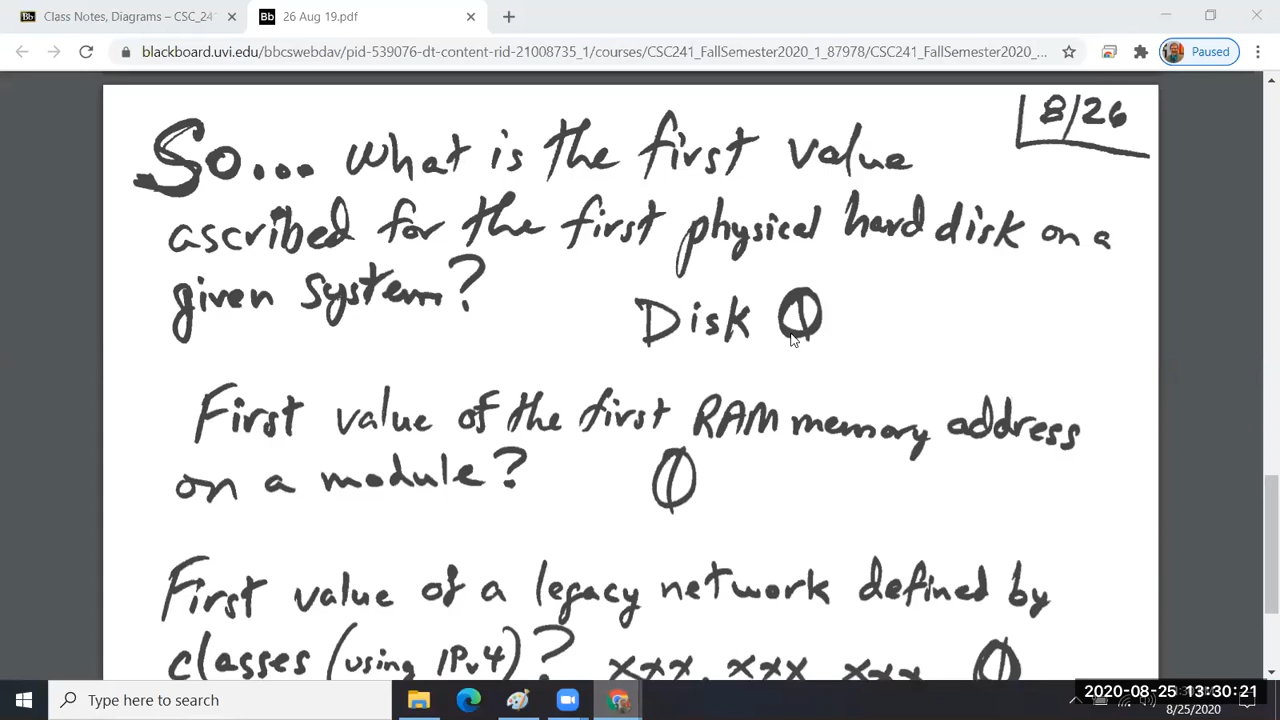 Class Notes, Diagrams – CSC_24
26 Aug 19.pdf
blackboard.uvi.edu/bbcswebdav/pid-539076-dt-content-rid-21008735_1/courses/CSC241_FallSemester2020_1_87978/CSC241_FallSemester2020_...
Paused
8/26
So... What is the first value
ascribed for the first physical hard disk on a
given system?
Disk 0
First value of the first RAM memory address
on a module? 0
First value of a legacy network defined by
classes (using IPv4)? xxx. xxx xxx 0
Type here to search
2020-08-25 13:30:21
8/25/2020